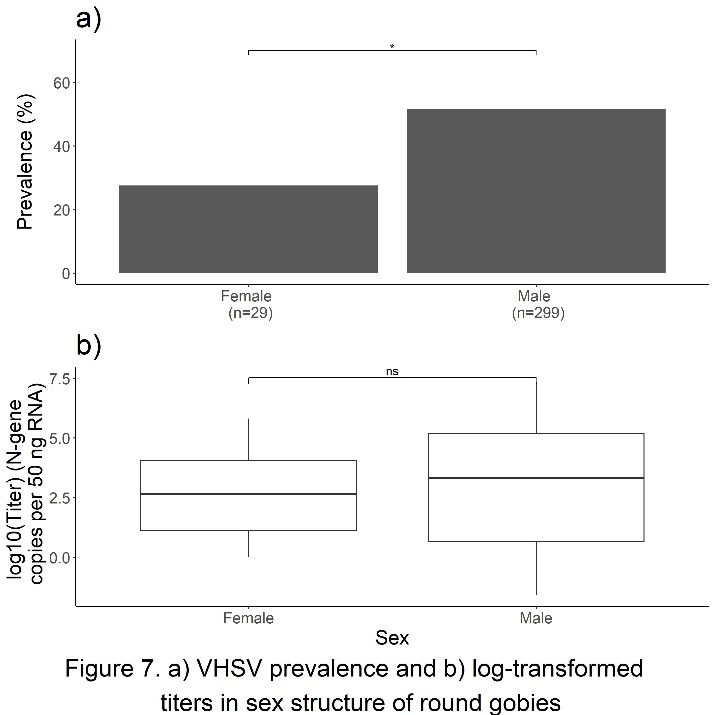 a)
*
60
40
20
0
Prevalence (%)
Female
(n=29)
Male
(n=299)
b)
ns
7.5
5.0
2.5
0.0
log10(Titer) (N-gene
copies per 50 ng RNA)
Female
Male
Sex
Figure 7. a) VHSV prevalence and b) log-transformed
titers in sex structure of round gobies